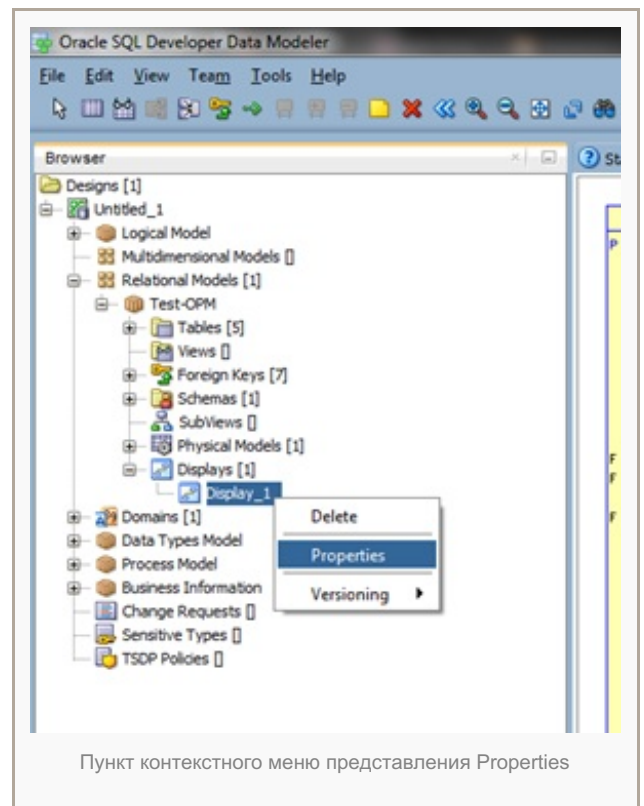 Oracle SQL Developer Data Modeler
File Edit View Team Tools Help
Browser
St
Designs [1]
Untitled_1
Logical Model
Multidimensional Models []
Relational Models [1]
Test-OPM
Tables [5]
Views []
Foreign Keys [7]
Schemas [1]
SubViews []
Physical Models [1]
Displays [1]
Display_1
Delete
Properties
Versioning
Domains [1]
Data Types Model
Process Model
Business Information
Change Requests []
Sensitive Types []
TSDP Policies []
P
F
F
F
Пункт контекстного меню представления Properties